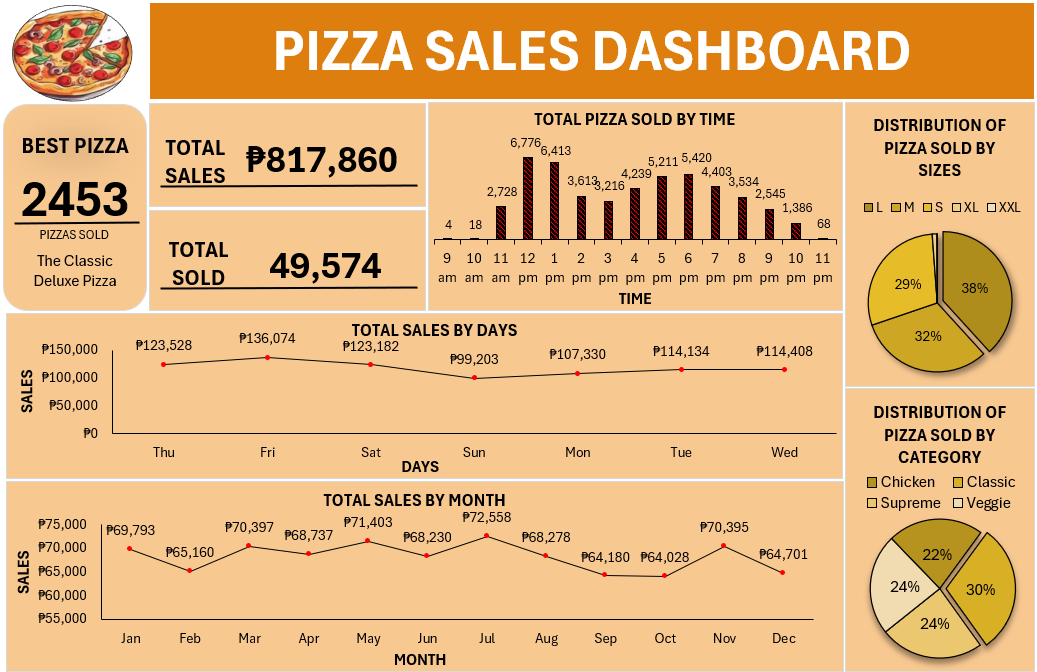 PIZZA SALES DASHBOARD
BEST PIZZA
2453
PIZZAS SOLD
The Classic
Deluxe Pizza
TOTAL
SALES
₱817,860
TOTAL
SOLD
49,574
TOTAL PIZZA SOLD BY TIME
4 18 2,728 6,776 6,413 3,613 3,216 4,239 5,211 5,420 4,403 3,534 2,545 1,386 68
9 10 11 12 1 2 3 4 5 6 7 8 9 10 11
am am am pm pm pm pm pm pm pm pm pm pm pm pm
TIME
DISTRIBUTION OF
PIZZA SOLD BY
SIZES
L M S XL XXL
29% 38%
32%
TOTAL SALES BY DAYS
₱123,528 ₱136,074 ₱123,182 ₱99,203 ₱107,330 ₱114,134 ₱114,408
₱150,000
₱100,000
₱50,000
₱0
SALES
Thu Fri Sat Sun Mon Tue Wed
DAYS
DISTRIBUTION OF
PIZZA SOLD BY
CATEGORY
Chicken Classic
Supreme Veggie
22%
24% 30%
24%
TOTAL SALES BY MONTH
₱69,793 ₱65,160 ₱70,397 ₱68,737 ₱71,403 ₱68,230 ₱72,558 ₱68,278 ₱64,180 ₱64,028 ₱70,395 ₱64,701
₱75,000
₱70,000
₱65,000
₱60,000
₱55,000
SALES
Jan Feb Mar Apr May Jun Jul Aug Sep Oct Nov Dec
MONTH